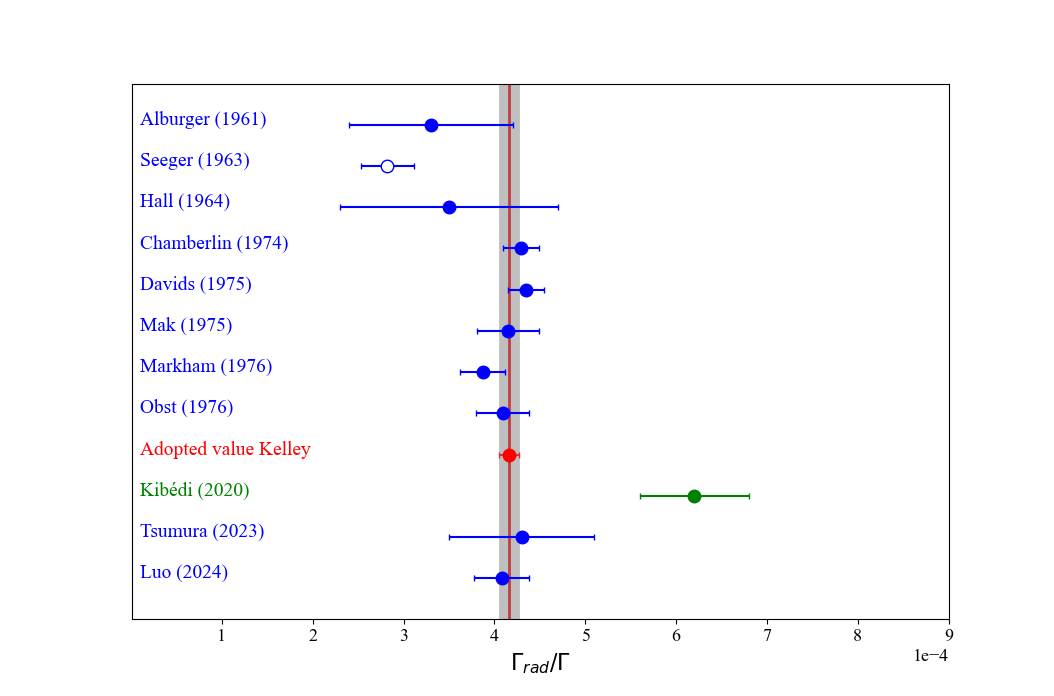 Alburger (1961)
Seeger (1963)
Hall (1964)
Chamberlin (1974)
Davids (1975)
Mak (1975)
Markham (1976)
Obst (1976)
Adopted value Kelley
Kibédi (2020)
Tsumura (2023)
Luo (2024)
1 2 3 4 5 6 7 8 9
1e−4
Γrad/Γ